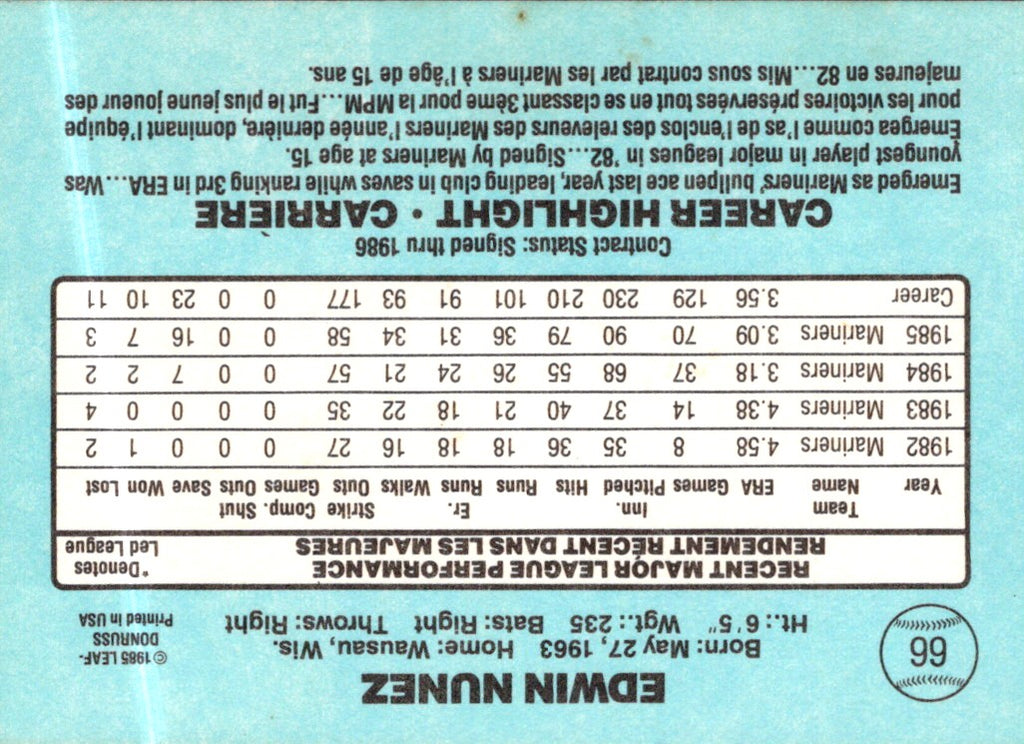 66
EDWIN NUNEZ
Born: May 27, 1963 Home: Wausau, Wis.
Ht.: 6'5" Wgt.: 235 Bats: Right Throws: Right
©1985 LEAF-
DONRUSS
Printed in USA
RECENT MAJOR LEAGUE PERFORMANCE
RENDEMENT RÉCENT DANS LES MAJEURES
*Denotes
Led League
Team Inn. Er. Strike Comp. Shut
Year Name ERA Games Pitched Hits Runs Runs Walks Outs Games Outs Save Won Lost
1982 Mariners 4.58 8 35 36 18 18 16 27 0 0 0 1 2
1983 Mariners 4.38 14 37 40 21 18 22 35 0 0 0 0 4
1984 Mariners 3.18 37 68 55 26 24 21 57 0 0 7 2 2
1985 Mariners 3.09 70 90 79 36 31 34 58 0 0 16 7 3
Career 3.56 129 230 210 101 91 93 177 0 0 23 10 11
Contract Status: Signed thru 1986
CAREER HIGHLIGHT • CARRIÈRE
Emerged as Mariners' bullpen ace last year, leading club in saves while ranking 3rd in ERA...Was
youngest player in major leagues in '82...Signed by Mariners at age 15.
Emergea comme l'as de l'enclos des releveurs des Mariners l'année dernière, dominant l'équipe
pour les victoires préservées tout en se classant 3ème pour la MPM...Fut le plus jeune joueur des
majeures en 82...Mis sous contrat par les Mariners à l'âge de 15 ans.